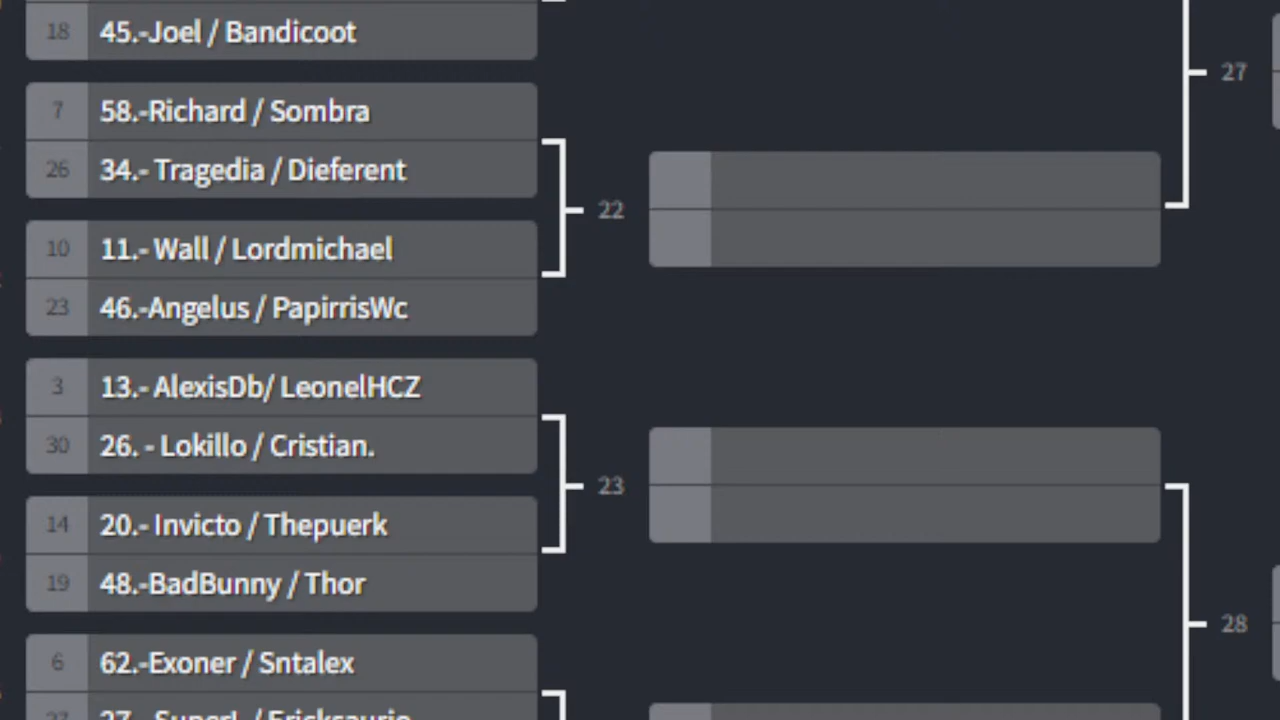 18 45.-Joel / Bandicoot
7 58.-Richard / Sombra
26 34.- Tragedia / Dieferent
10 11.- Wall / Lordmichael
23 46.-Angelus / PapirrisWc
3 13.- AlexisDb/ LeonelHCZ
30 26. - Lokillo / Cristian.
14 20.- Invicto / Thepuerk
19 48.-BadBunny / Thor
6 62.-Exoner / Sntalex
22
23
27
28